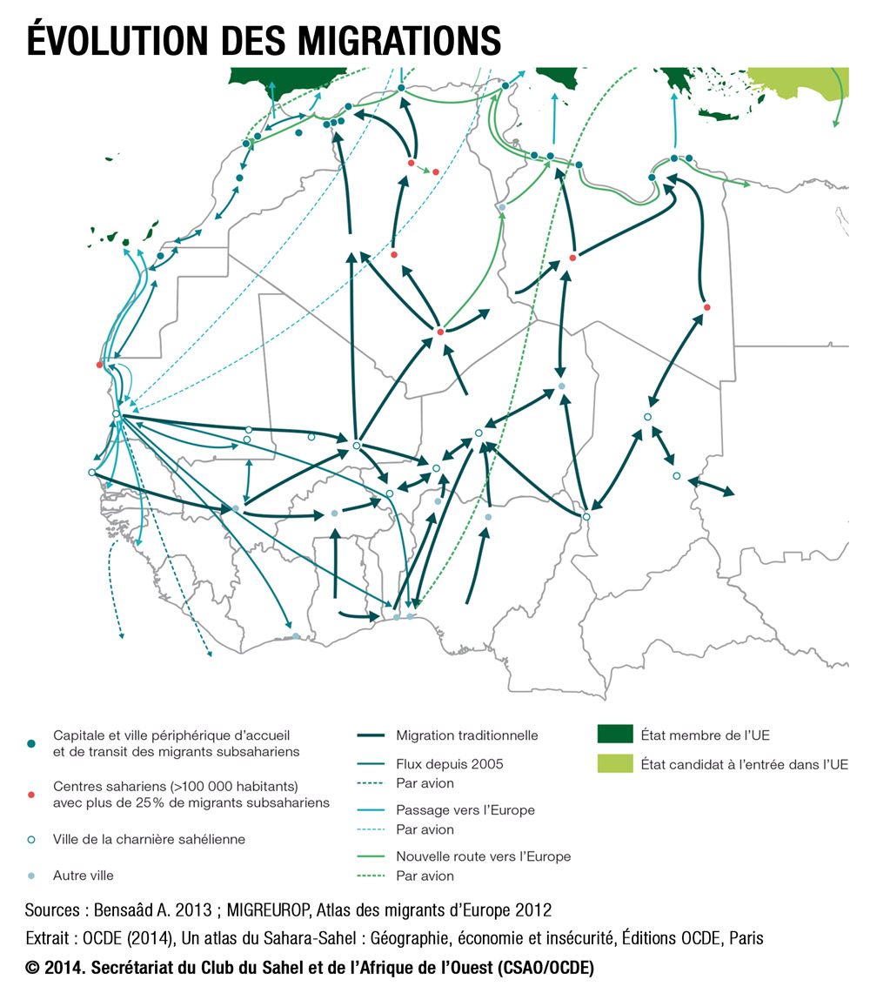 ÉVOLUTION DES MIGRATIONS
Capitale et ville périphérique d’accueil
et de transit des migrants subsahariens
Centres sahariens (>100 000 habitants)
avec plus de 25 % de migrants subsahariens
Ville de la charnière sahélienne
Autre ville
Migration traditionnelle
Flux depuis 2005
Par avion
Passage vers l’Europe
Par avion
Nouvelle route vers l’Europe
Par avion
État membre de l’UE
État candidat à l’entrée dans l’UE
Sources : Bensaâd A. 2013 ; MIGREUROP, Atlas des migrants d’Europe 2012
Extrait : OCDE (2014), Un atlas du Sahara-Sahel : Géographie, économie et insécurité, Éditions OCDE, Paris
© 2014. Secrétariat du Club du Sahel et de l’Afrique de l’Ouest (CSAO/OCDE)